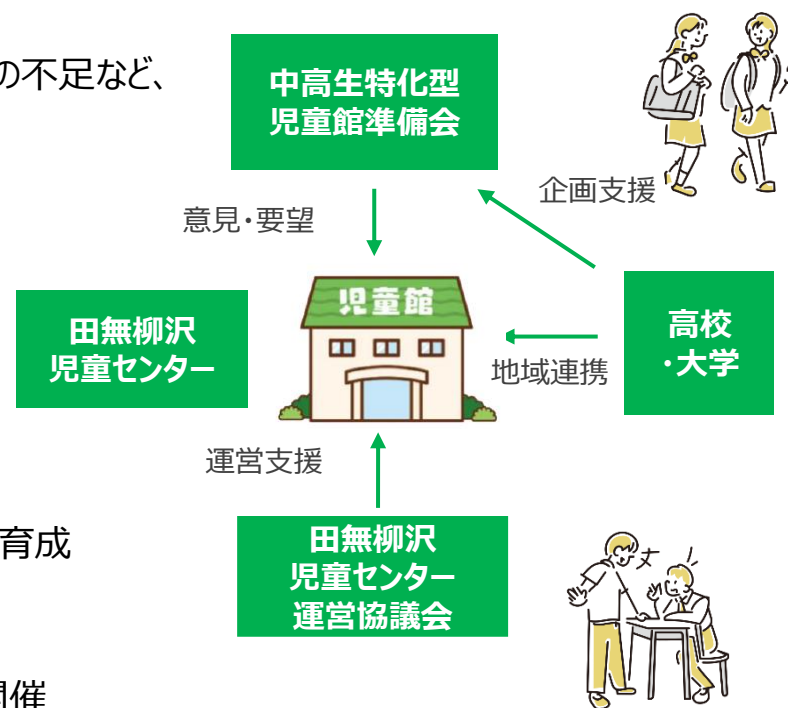 の不足など、
中高生特化型
児童館準備会
企画支援
意見・要望
児童館
田無柳沢
児童センター
高校
・大学
地域連携
運営支援
育成
田無柳沢
児童センター
運営協議会
開催